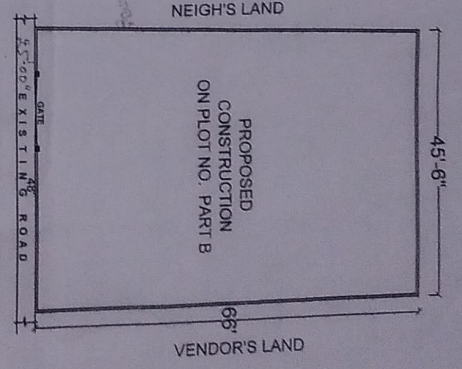 NEIGH'S LAND
45'-6"
PROPOSED
CONSTRUCTION
ON PLOT NO. PART B
GATE
EXISTING ROAD
66'
VENDOR'S LAND